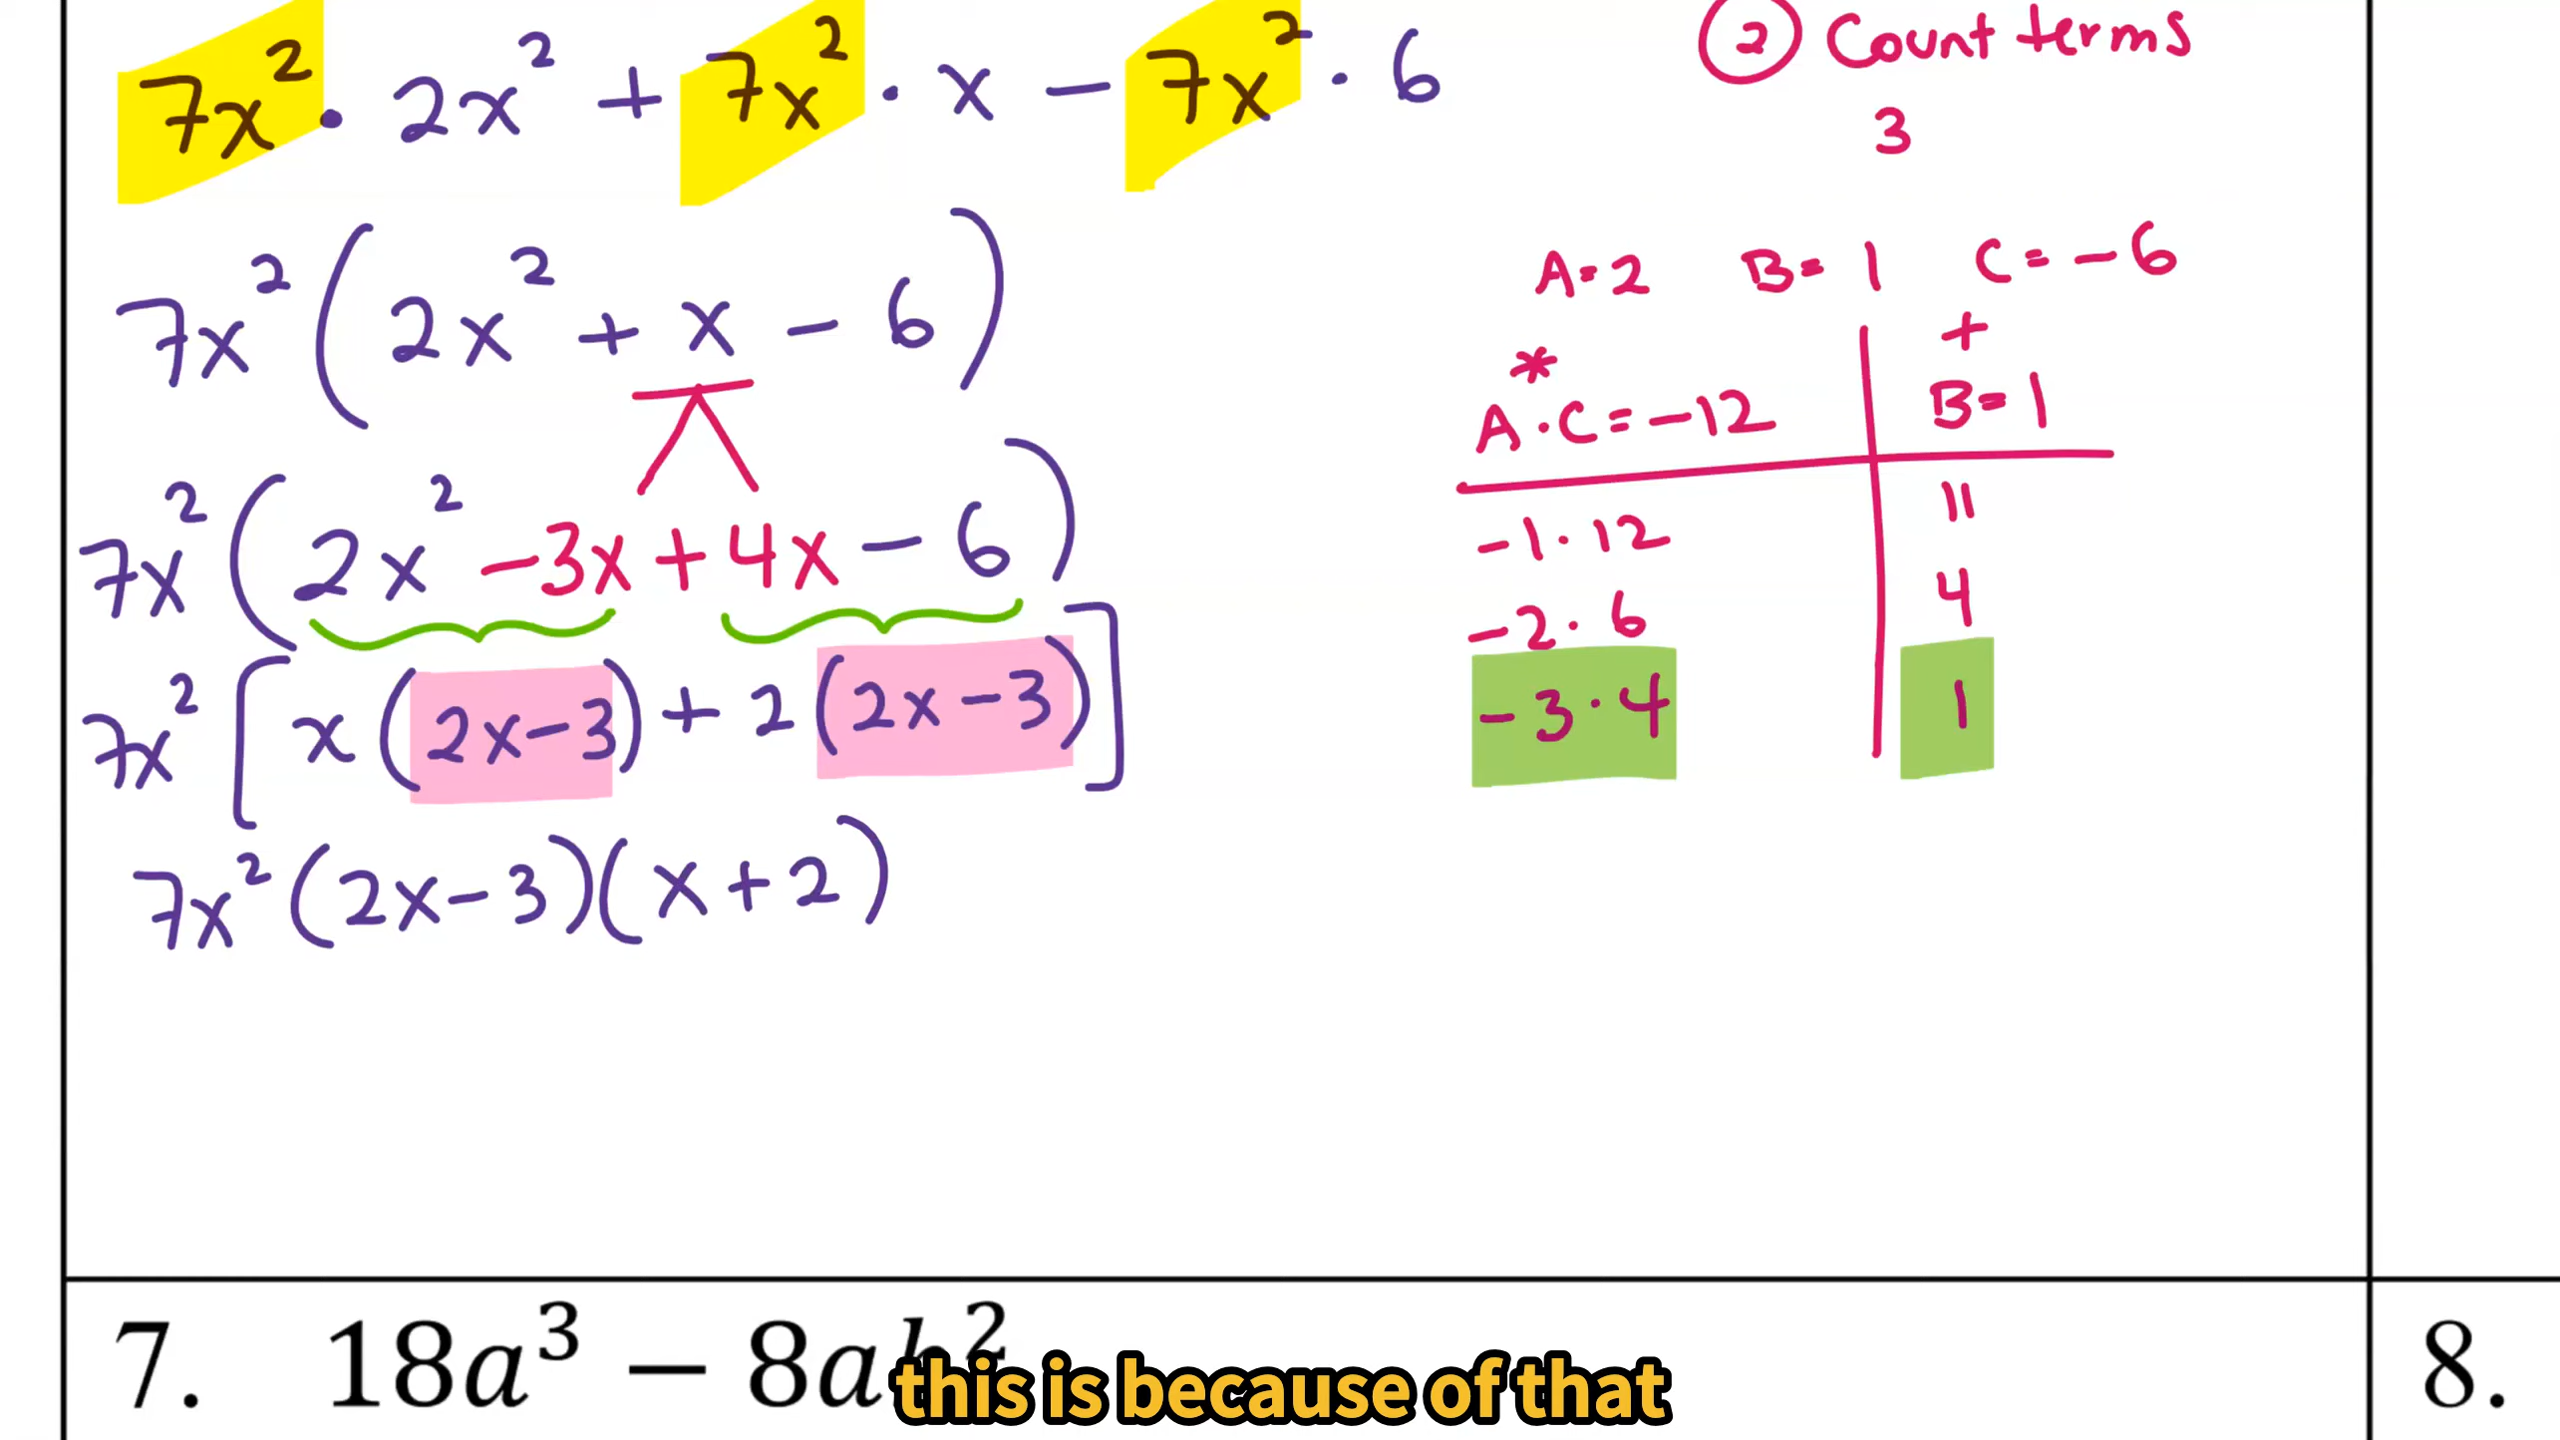 7x² · 2x² + 7x² · x − 7x² · 6
② Count terms
3
7x²(2x² + x − 6)
A=2 B=1 C=−6
* +
A·C=−12 B=1
7x²(2x² −3x +4x − 6)
−1·12 11
−2·6 4
7x²[x(2x−3)+2(2x−3)]
−3·4 1
7x²(2x−3)(x+2)
7. 18a³ − 8ab²
8.
this is because of that